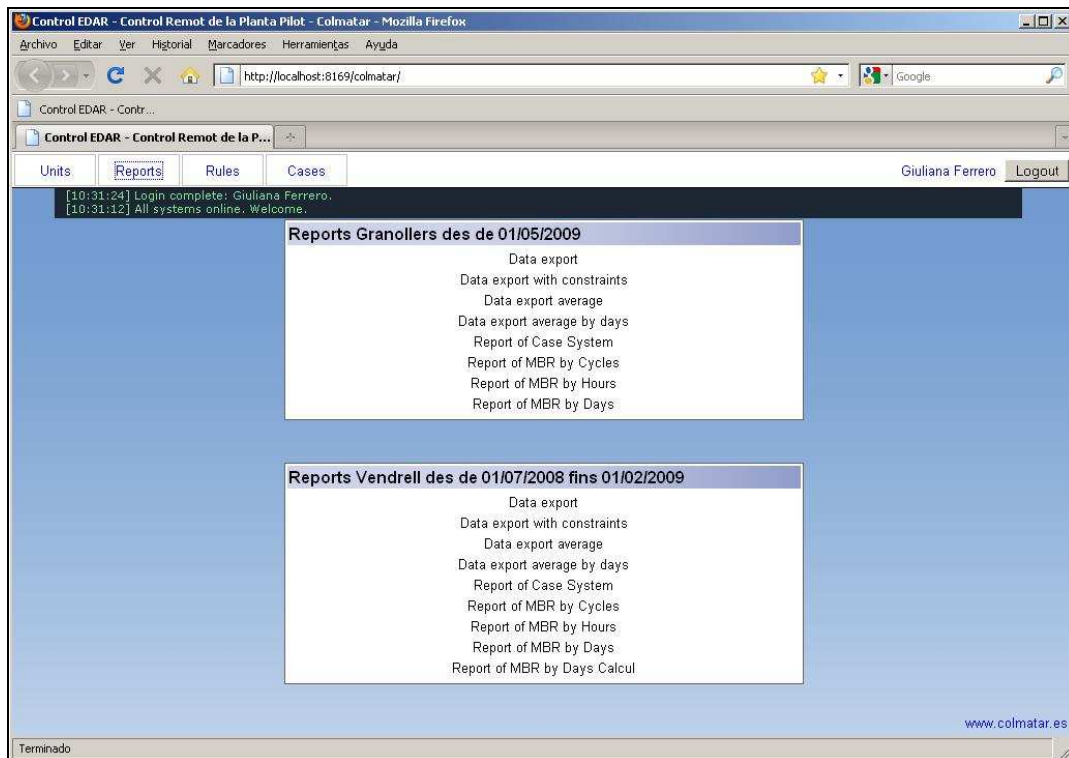 Control EDAR - Control Remot de la Planta Pilot - Colmatar - Mozilla Firefox
Archivo Editar Ver Historial Marcadores Herramientas Ayuda
http://localhost:8169/colmatar/
Google
Control EDAR - Contr...
Control EDAR - Control Remot de la P...
Units Reports Rules Cases Giuliana Ferrero Logout
[10:31:24] Login complete: Giuliana Ferrero.
[10:31:12] All systems online. Welcome.
Reports Granollers des de 01/05/2009
Data export
Data export with constraints
Data export average
Data export average by days
Report of Case System
Report of MBR by Cycles
Report of MBR by Hours
Report of MBR by Days
Reports Vendrell des de 01/07/2008 fins 01/02/2009
Data export
Data export with constraints
Data export average
Data export average by days
Report of Case System
Report of MBR by Cycles
Report of MBR by Hours
Report of MBR by Days
Report of MBR by Days Calcul
www.colmatar.es
Terminado